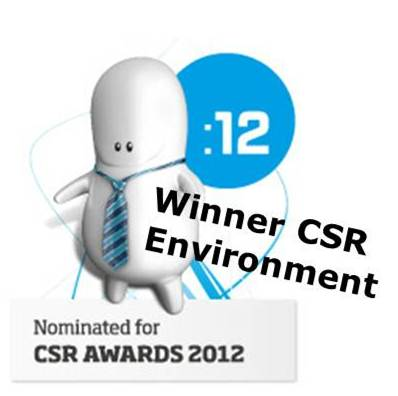 :12
Winner CSR
Environment
Nominated for
CSR AWARDS 2012